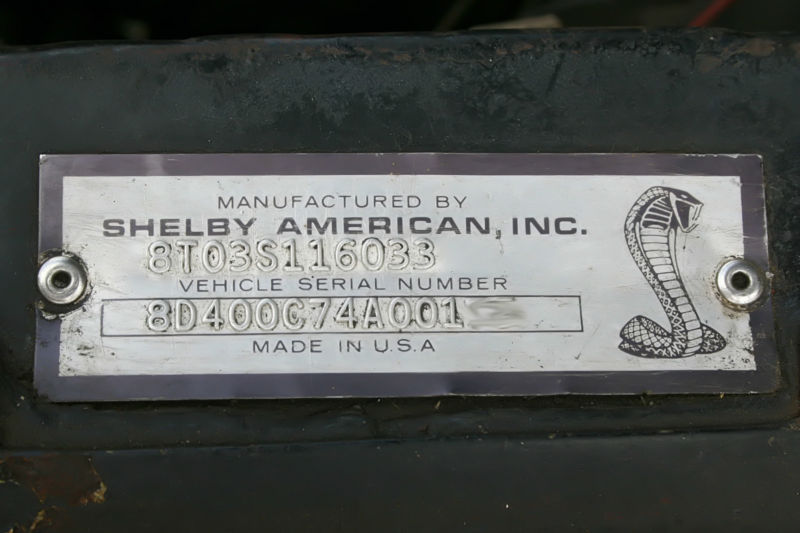 MANUFACTURED BY
SHELBY AMERICAN, INC.
8T03S116033
VEHICLE SERIAL NUMBER
8D400C74A001
MADE IN U.S.A